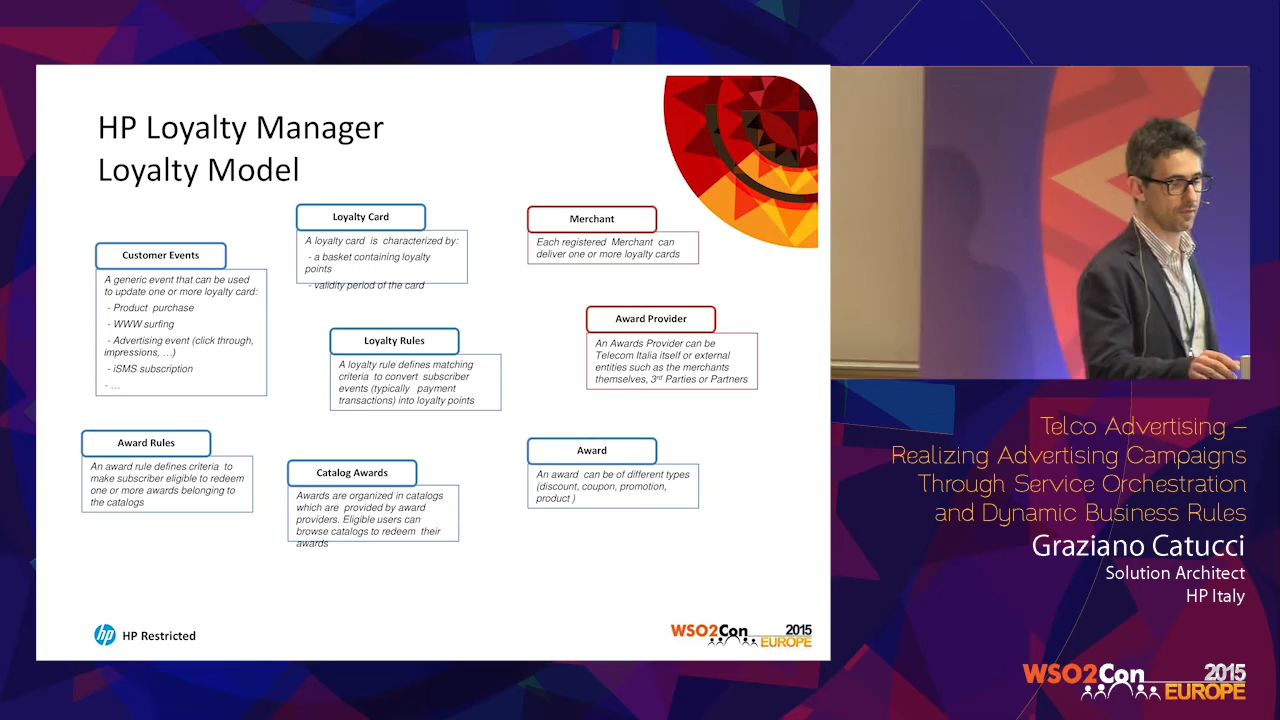 HP Loyalty Manager
Loyalty Model
Loyalty Card
A loyalty card is characterized by:
- a basket containing loyalty
points
- validity period of the card
Merchant
Each registered Merchant can
deliver one or more loyalty cards
Customer Events
A generic event that can be used
to update one or more loyalty card:
- Product purchase
- WWW surfing
- Advertising event (click through,
impressions, …)
- iSMS subscription
- …
Loyalty Rules
A loyalty rule defines matching
criteria to convert subscriber
events (typically payment
transactions) into loyalty points
Award Provider
An Awards Provider can be
Telecom Italia itself or external
entities such as the merchants
themselves, 3rd Parties or Partners
Award Rules
An award rule defines criteria to
make subscriber eligible to redeem
one or more awards belonging to
the catalogs
Catalog Awards
Awards are organized in catalogs
which are provided by award
providers. Eligible users can
browse catalogs to redeem their
awards
Award
An award can be of different types
(discount, coupon, promotion,
product )
hp HP Restricted
WSO2Con 2015
EUROPE
Telco Advertising –
Realizing Advertising Campaigns
Through Service Orchestration
and Dynamic Business Rules
Graziano Catucci
Solution Architect
HP Italy
WSO2Con 2015
EUROPE